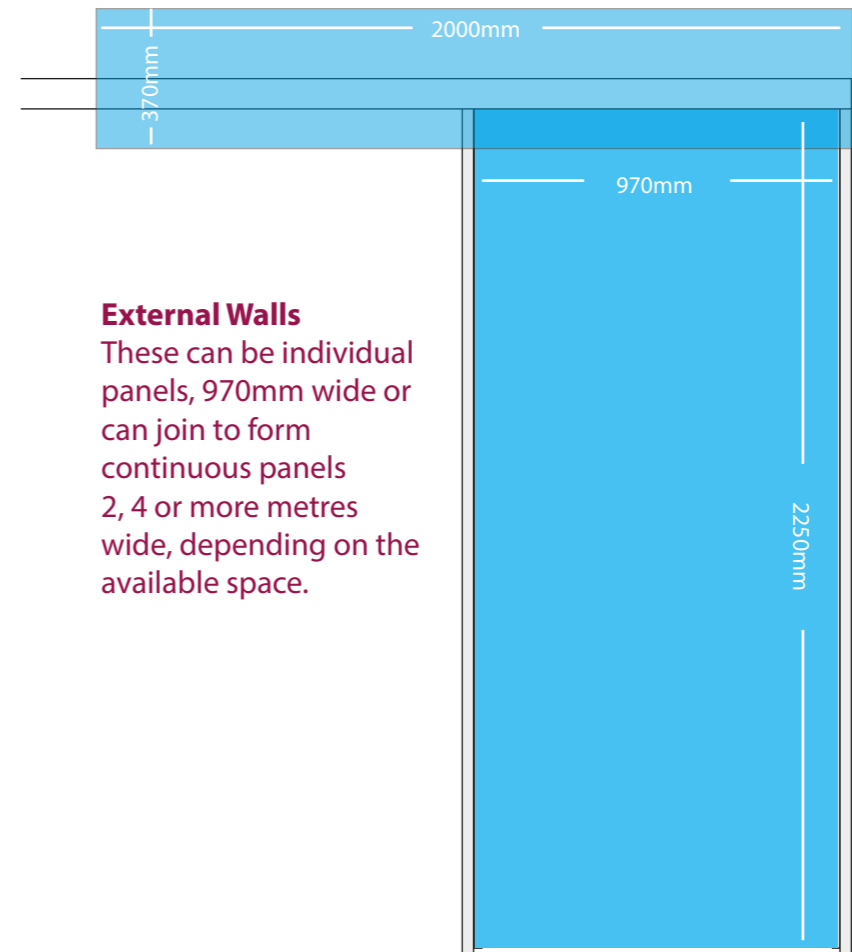 2000mm
370mm
970mm
External Walls
These can be individual
panels, 970mm wide or
can join to form
continuous panels
2, 4 or more metres
wide, depending on the
available space.
2250mm